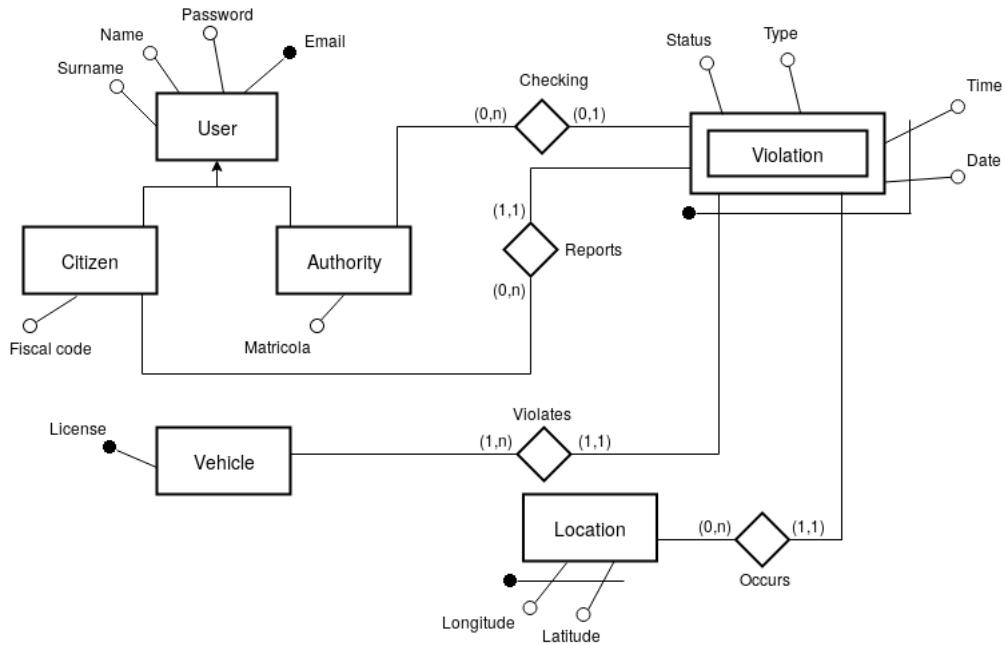 Password
Name
Email
Surname
User
Status
Type
Checking
(0,n)
(0,1)
Time
Violation
Date
(1,1)
Reports
(0,n)
Citizen
Authority
Fiscal code
Matricola
License
Violates
(1,n)
(1,1)
Vehicle
Location
(0,n)
(1,1)
Occurs
Longitude
Latitude